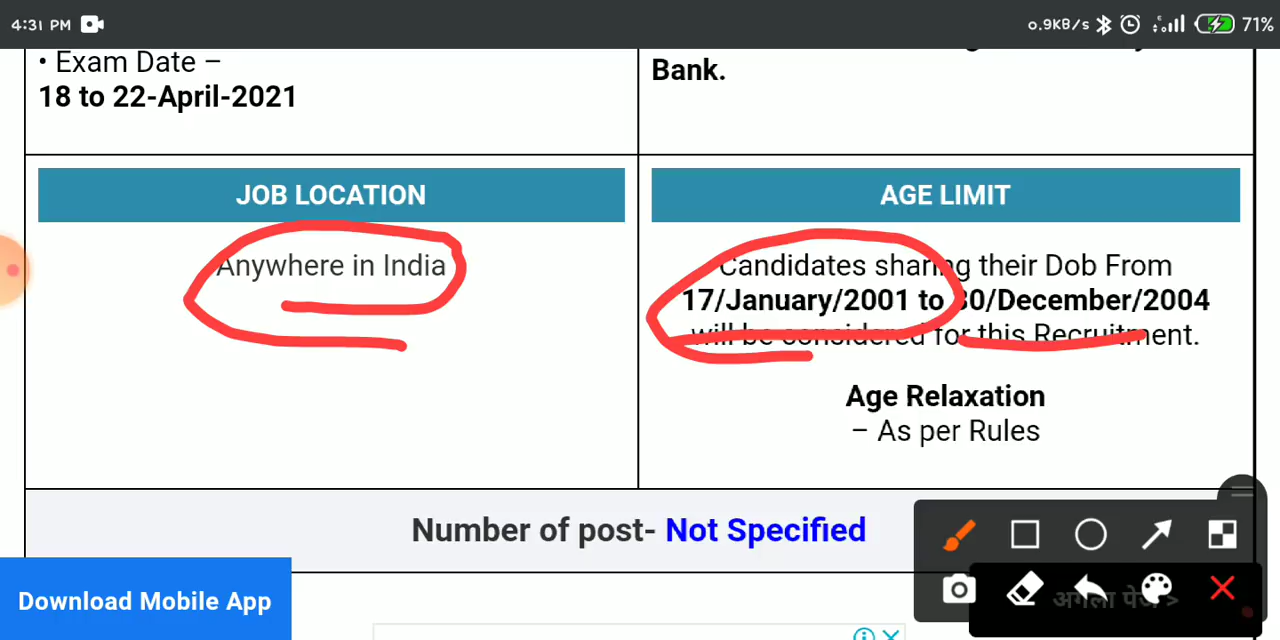 4:31 PM
0.9KB/s
71%
• Exam Date –
18 to 22-April-2021
Bank.
JOB LOCATION
Anywhere in India
AGE LIMIT
Candidates sharing their Dob From
17/January/2001 to 30/December/2004
will be considered for this Recruitment.
Age Relaxation
– As per Rules
Number of post- Not Specified
Download Mobile App
अगला पेज >